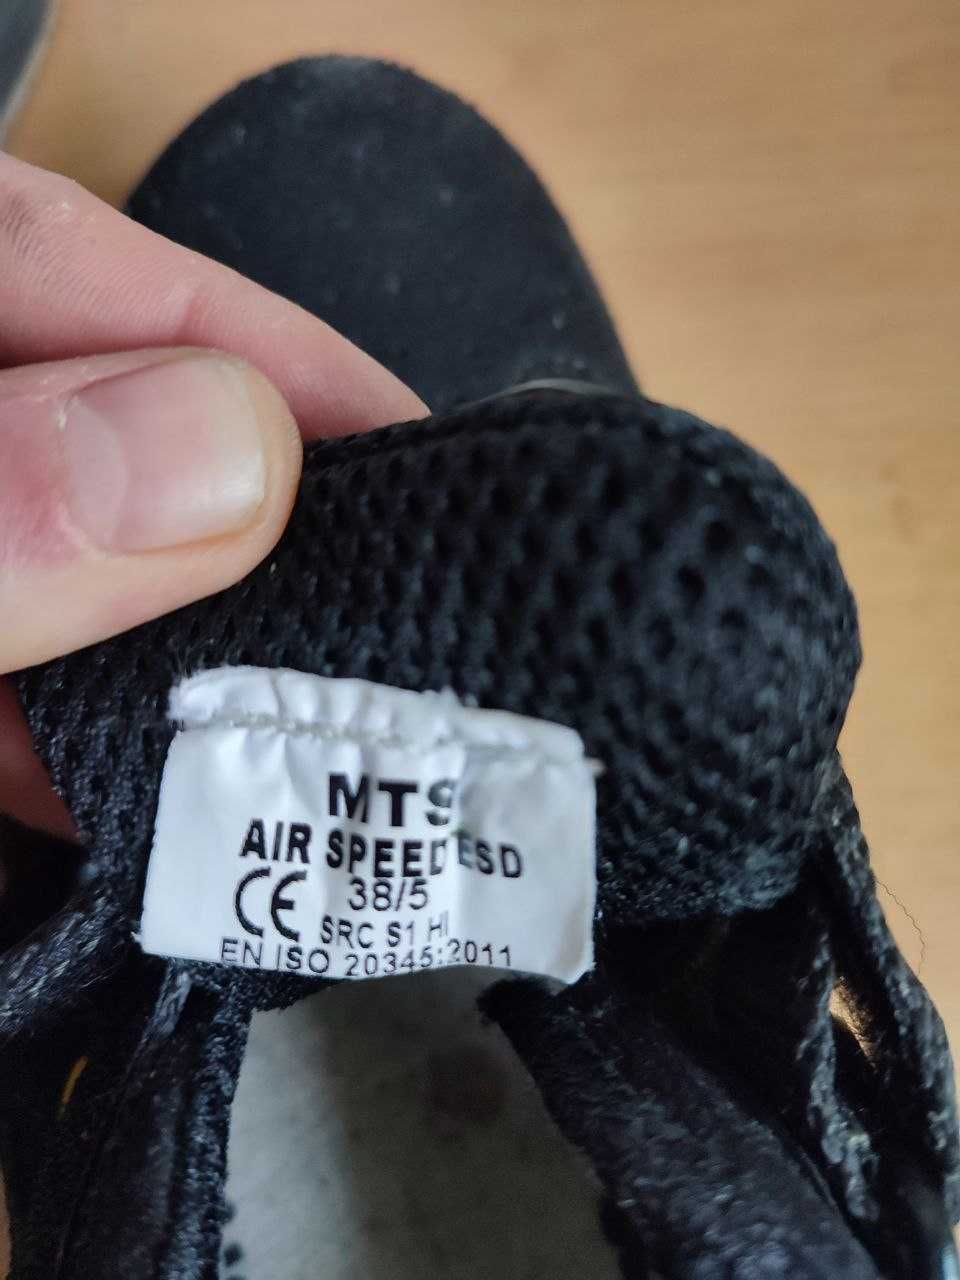 MTS
AIR SPEED ESD
CE 38/5
SRC S1 HI
EN ISO 20345:2011